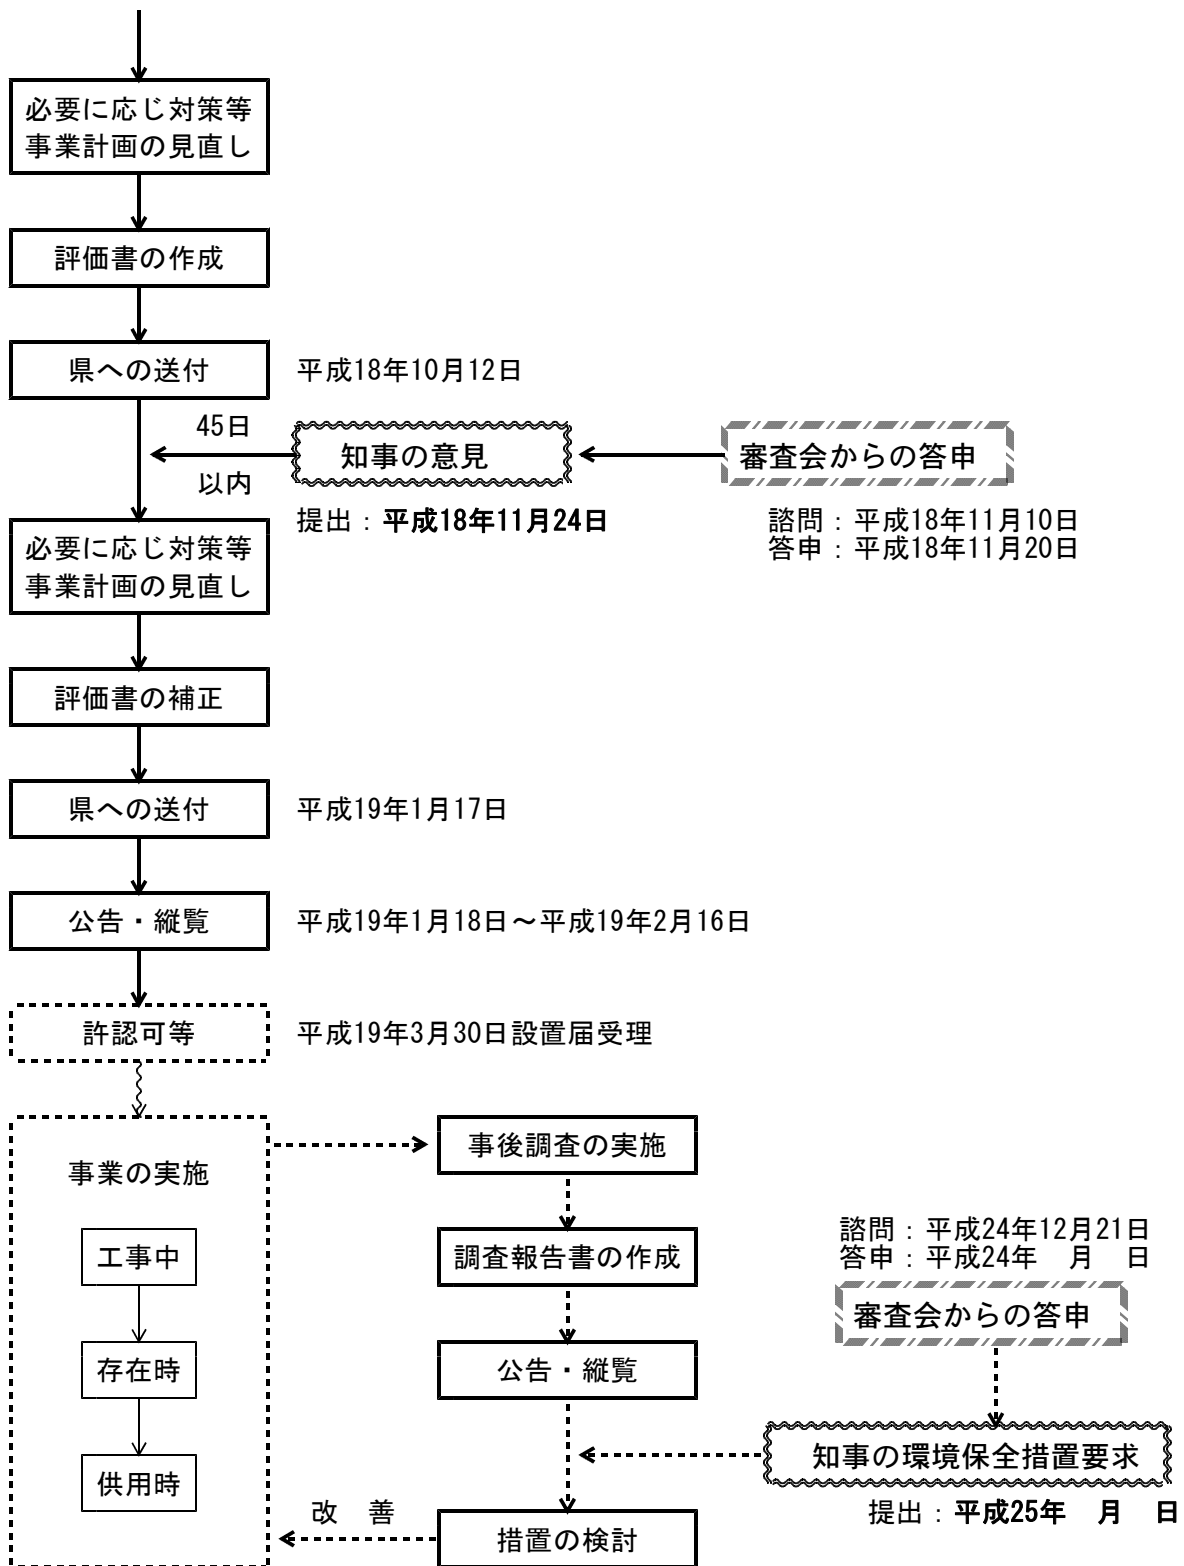 必要に応じ対策等
事業計画の見直し
評価書の作成
県への送付
平成18年10月12日
45日
以内
知事の意見
審査会からの答申
提出：平成18年11月24日
諮問：平成18年11月10日
答申：平成18年11月20日
必要に応じ対策等
事業計画の見直し
評価書の補正
県への送付
平成19年1月17日
公告・縦覧
平成19年1月18日～平成19年2月16日
許認可等
平成19年3月30日設置届受理
事業の実施
工事中
存在時
供用時
事後調査の実施
調査報告書の作成
公告・縦覧
諮問：平成24年12月21日
答申：平成24年　月　日
審査会からの答申
知事の環境保全措置要求
提出：平成25年　月　日
改　善
措置の検討